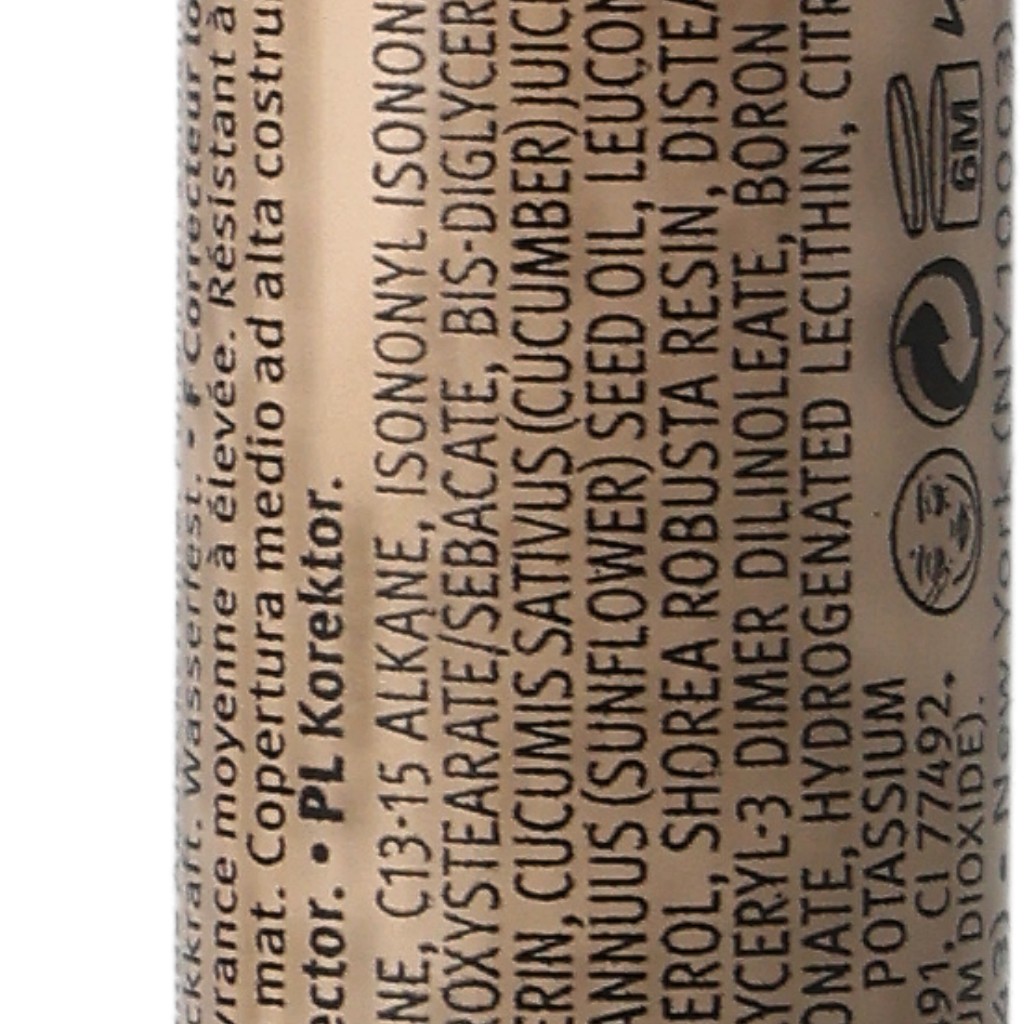 ckkraft. Wasserfest. • F Correcteur
vrance moyenne à élevée. Résistant à
mat. Copertura medio ad alta costru
ector. • PL Korektor.
NE, C13-15 ALKANE, ISONONYL ISONON
ROXYSTEARATE/SEBACATE, BIS-DIGLYCER
ERIN, CUCUMIS SATIVUS (CUCUMBER) JUIC
ANNUUS (SUNFLOWER) SEED OIL, LEUCON
EROL, SHOREA ROBUSTA RESIN, DISTEA
YCERYL-3 DIMER DILINOLEATE, BORON
ONATE, HYDROGENATED LECITHIN, CITR
POTASSIUM
91, CI 77492,
UM DIOXIDE).
6M
3) - New York (NY 10003)